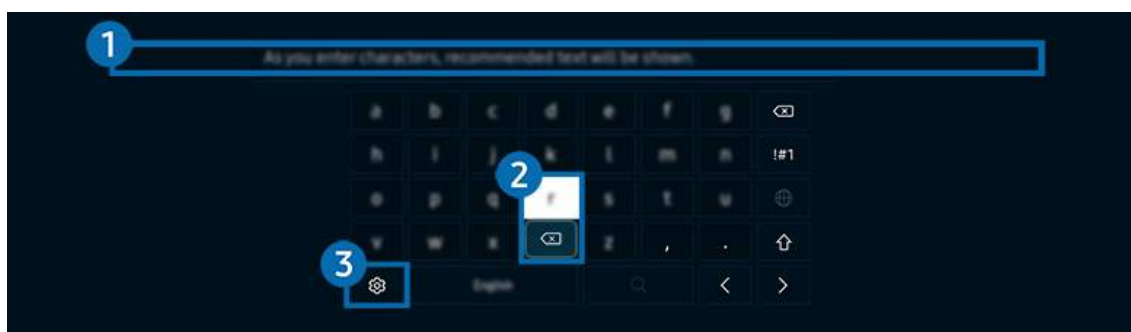 1
As you enter characters, recommended text will be shown.
a b c d e f g
h i j k l m n !#1
2
o p q r s t u
v w x z , .
3
English < >